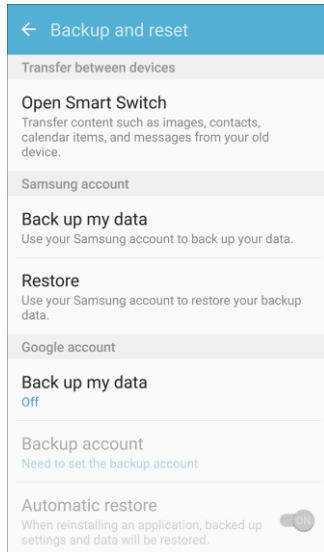 Backup and reset
Transfer between devices
Open Smart Switch
Transfer content such as images, contacts,
calendar items, and messages from your old
device.
Samsung account
Back up my data
Use your Samsung account to back up your data.
Restore
Use your Samsung account to restore your backup
data.
Google account
Back up my data
Off
Backup account
Need to set the backup account
Automatic restore
ON
When reinstalling an application, backed up
settings and data will be restored.